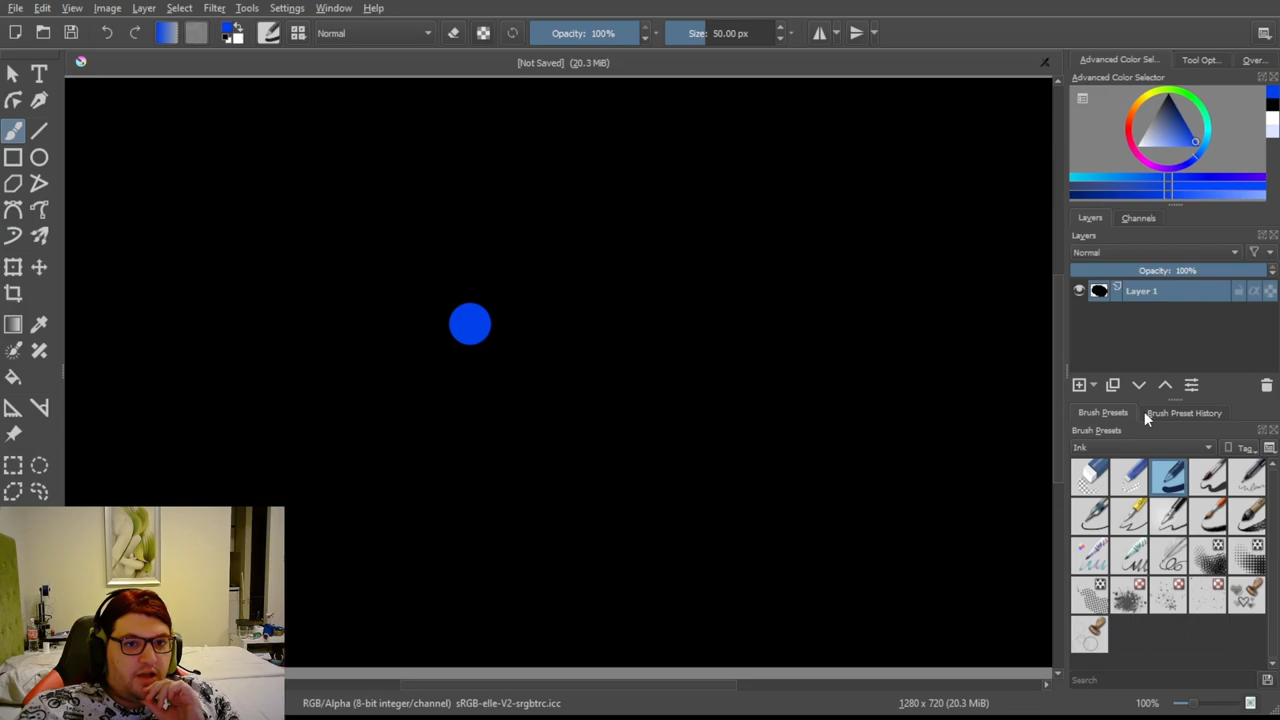 File Edit View Image Layer Select Filter Tools Settings Window Help
Normal Opacity: 100% Size: 50.00 px
[Not Saved] (20.3 MiB)
Advanced Color Sel... Tool Opt... Over...
Advanced Color Selector
Layers Channels
Layers
Normal
Opacity: 100%
Layer 1
Brush Presets Brush Preset History
Brush Presets
Ink Tag
Search
RGB/Alpha (8-bit integer/channel) sRGB-elle-V2-srgbtrc.icc 1280 x 720 (20.3 MiB) 100%